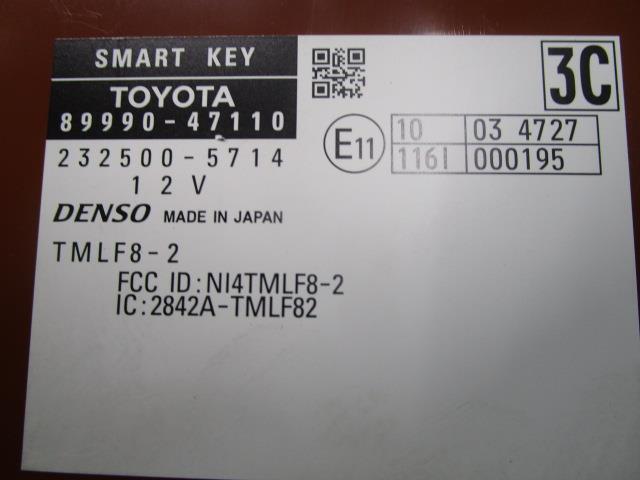 SMART KEY
TOYOTA
89990-47110
232500-5714
12V
DENSO MADE IN JAPAN
TMLF8-2
FCC ID:NI4TMLF8-2
IC:2842A-TMLF82
3C
E11
10 03 4727
116I 000195